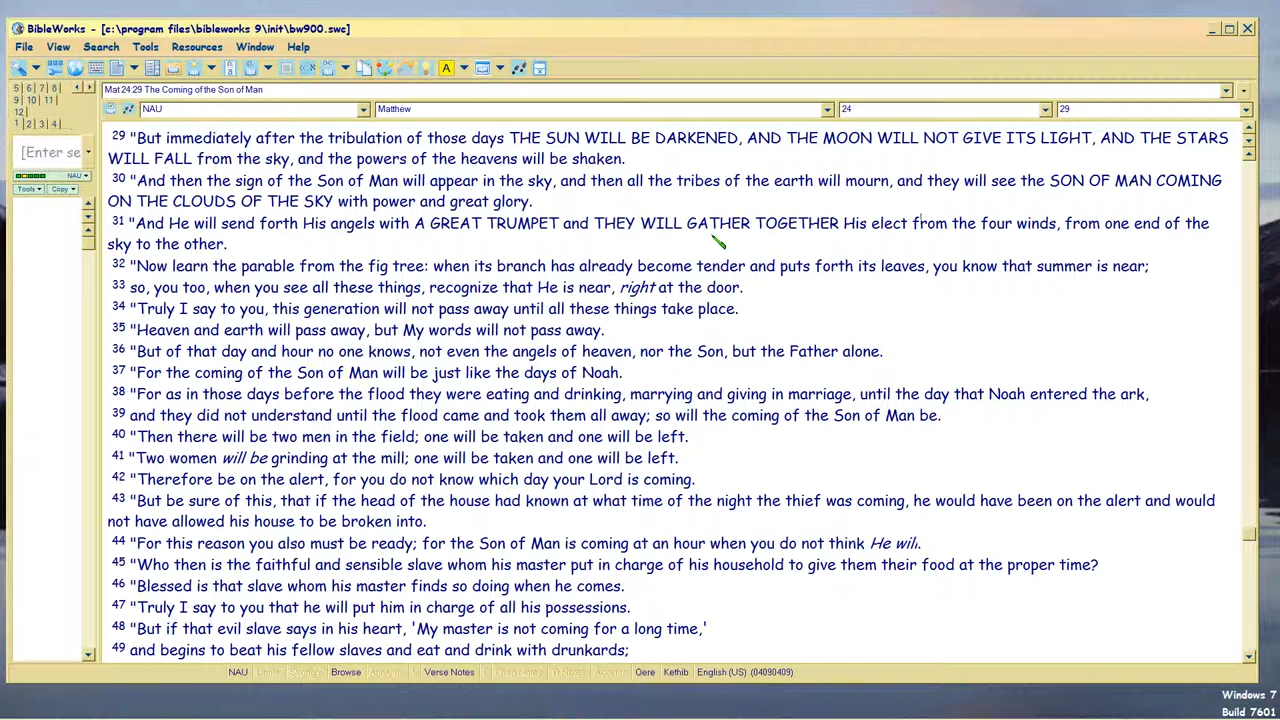 BibleWorks - [c:\program files\bibleworks 9\init\bw900.swc]
File View Search Tools Resources Window Help
5| 6| 7| 8|
9 |10 |11|
12|
1 |2 |3 |4
Mat 24:29 The Coming of the Son of Man
NAU Matthew 24 29
[Enter se
NAU
Tools Copy
29 "But immediately after the tribulation of those days THE SUN WILL BE DARKENED, AND THE MOON WILL NOT GIVE ITS LIGHT, AND THE STARS
WILL FALL from the sky, and the powers of the heavens will be shaken.
30 "And then the sign of the Son of Man will appear in the sky, and then all the tribes of the earth will mourn, and they will see the SON OF MAN COMING
ON THE CLOUDS OF THE SKY with power and great glory.
31 "And He will send forth His angels with A GREAT TRUMPET and THEY WILL GATHER TOGETHER His elect from the four winds, from one end of the
sky to the other.
32 "Now learn the parable from the fig tree: when its branch has already become tender and puts forth its leaves, you know that summer is near;
33 so, you too, when you see all these things, recognize that He is near, right at the door.
34 "Truly I say to you, this generation will not pass away until all these things take place.
35 "Heaven and earth will pass away, but My words will not pass away.
36 "But of that day and hour no one knows, not even the angels of heaven, nor the Son, but the Father alone.
37 "For the coming of the Son of Man will be just like the days of Noah.
38 "For as in those days before the flood they were eating and drinking, marrying and giving in marriage, until the day that Noah entered the ark,
39 and they did not understand until the flood came and took them all away; so will the coming of the Son of Man be.
40 "Then there will be two men in the field; one will be taken and one will be left.
41 "Two women will be grinding at the mill; one will be taken and one will be left.
42 "Therefore be on the alert, for you do not know which day your Lord is coming.
43 "But be sure of this, that if the head of the house had known at what time of the night the thief was coming, he would have been on the alert and would
not have allowed his house to be broken into.
44 "For this reason you also must be ready; for the Son of Man is coming at an hour when you do not think He will.
45 "Who then is the faithful and sensible slave whom his master put in charge of his household to give them their food at the proper time?
46 "Blessed is that slave whom his master finds so doing when he comes.
47 "Truly I say to you that he will put him in charge of all his possessions.
48 "But if that evil slave says in his heart, 'My master is not coming for a long time,'
49 and begins to beat his fellow slaves and eat and drink with drunkards;
NAU Browse Verse Notes Qere Kethib English (US) (04090409)
Windows 7
Build 7601